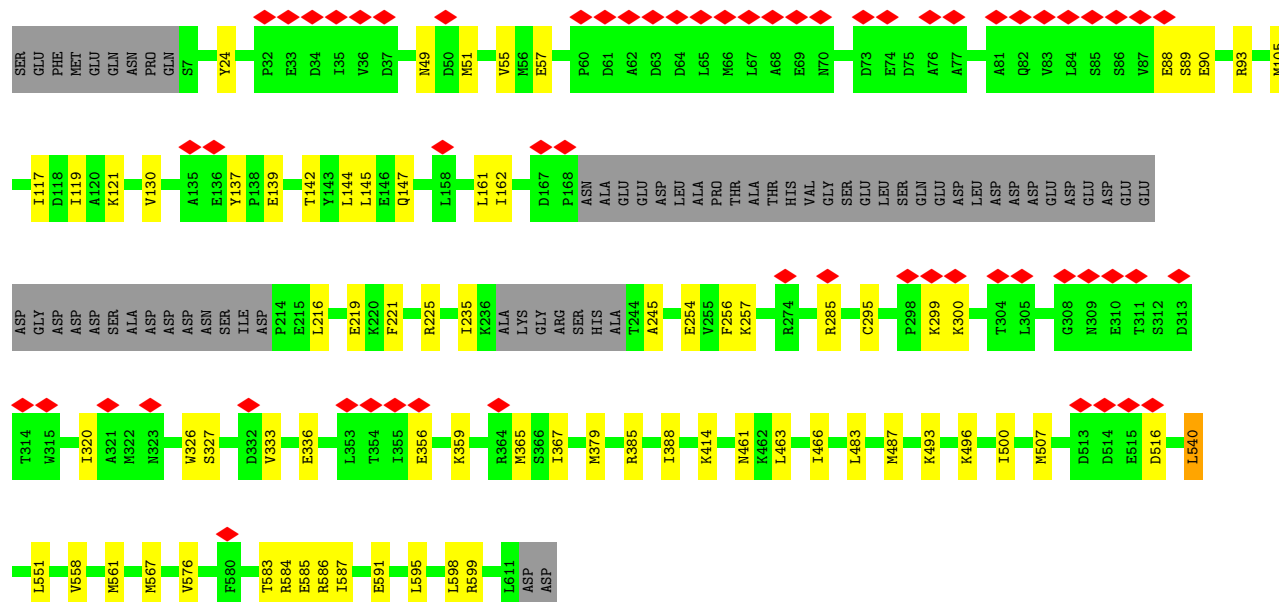 SER GLU PHE MET GLU GLN ASN PRO GLN S7 Y24 P32 E33 D34 I35 V36 D37 N49 D50 M51 V55 M56 E57 P60 D61 A62 D63 D64 L65 M66 L67 A68 E69 N70 D73 E74 D75 A76 A77 A81 Q82 V83 L84 S85 S86 V87 E88 S89 E90 R93 M105
I117 D118 I119 A120 K121 V130 A135 E136 Y137 P138 E139 T142 Y143 L144 L145 E146 Q147 L158 L161 I162 D167 P168 ASN ALA GLU GLU ASP LEU ALA PRO THR ALA THR HIS VAL GLY SER GLU LEU SER GLN GLU ASP LEU ASP ASP ASP GLU ASP GLU ASP GLU GLU
ASP GLY ASP ASP ASP SER ALA ASP ASP ASP ASN SER ILE ASP P214 E215 L216 E219 K220 F221 R225 I235 K236 ALA LYS GLY ARG SER HIS ALA T244 A245 E254 V255 F256 K257 R274 R285 C295 P298 K299 K300 T304 L305 G308 N309 E310 T311 S312 D313
T314 W315 I320 A321 M322 N323 W326 S327 D332 V333 E336 L353 T354 I355 E356 K359 R364 M365 S366 I367 M379 R385 I388 K414 N461 K462 L463 I466 L483 M487 K493 K496 I500 M507 D513 D514 E515 D516 L540
L551 V558 M561 M567 V576 F580 T583 R584 E585 R586 I587 E591 L595 L598 R599 L611 ASP ASP